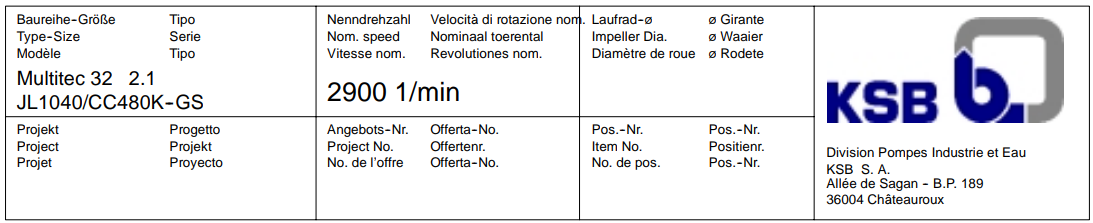 Baureihe-Größe Tipo
Type-Size Serie
Modèle Tipo
Multitec 32 2.1
JL1040/CC480K-GS
Nenndrehzahl Velocità di rotazione nom.
Nom. speed Nominaal toerental
Vitesse nom. Revolutiones nom.
2900 1/min
Laufrad-ø ø Girante
Impeller Dia. ø Waaier
Diamètre de roue ø Rodete
KSB b.
Projekt Progetto
Project Projekt
Projet Proyecto
Angebots-Nr. Offerta-No.
Project No. Offertenr.
No. de l'offre Offerta-No.
Pos.-Nr. Pos.-Nr.
Item No. Positienr.
No. de pos. Pos.-Nr.
Division Pompes Industrie et Eau
KSB S. A.
Allée de Sagan - B.P. 189
36004 Châteauroux